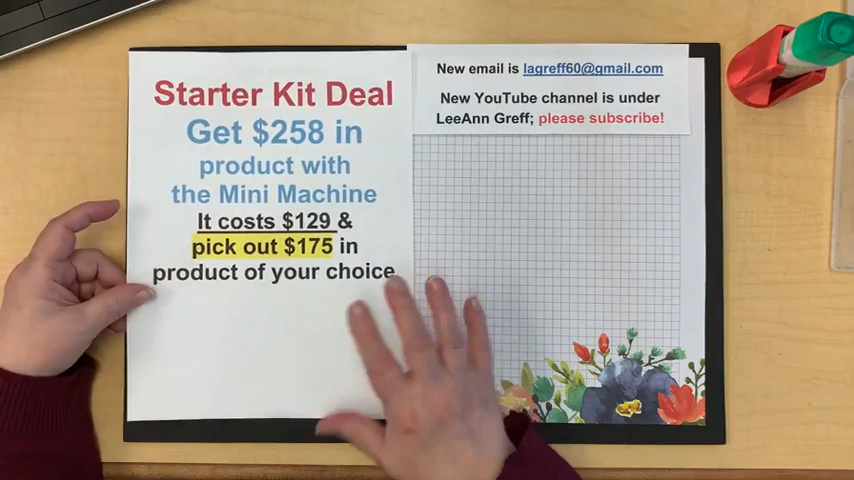 Starter Kit Deal
Get $258 in
product with
the Mini Machine
It costs $129 &
pick out $175 in
product of your choice
New email is lagreff60@gmail.com
New YouTube channel is under
LeeAnn Greff; please subscribe!